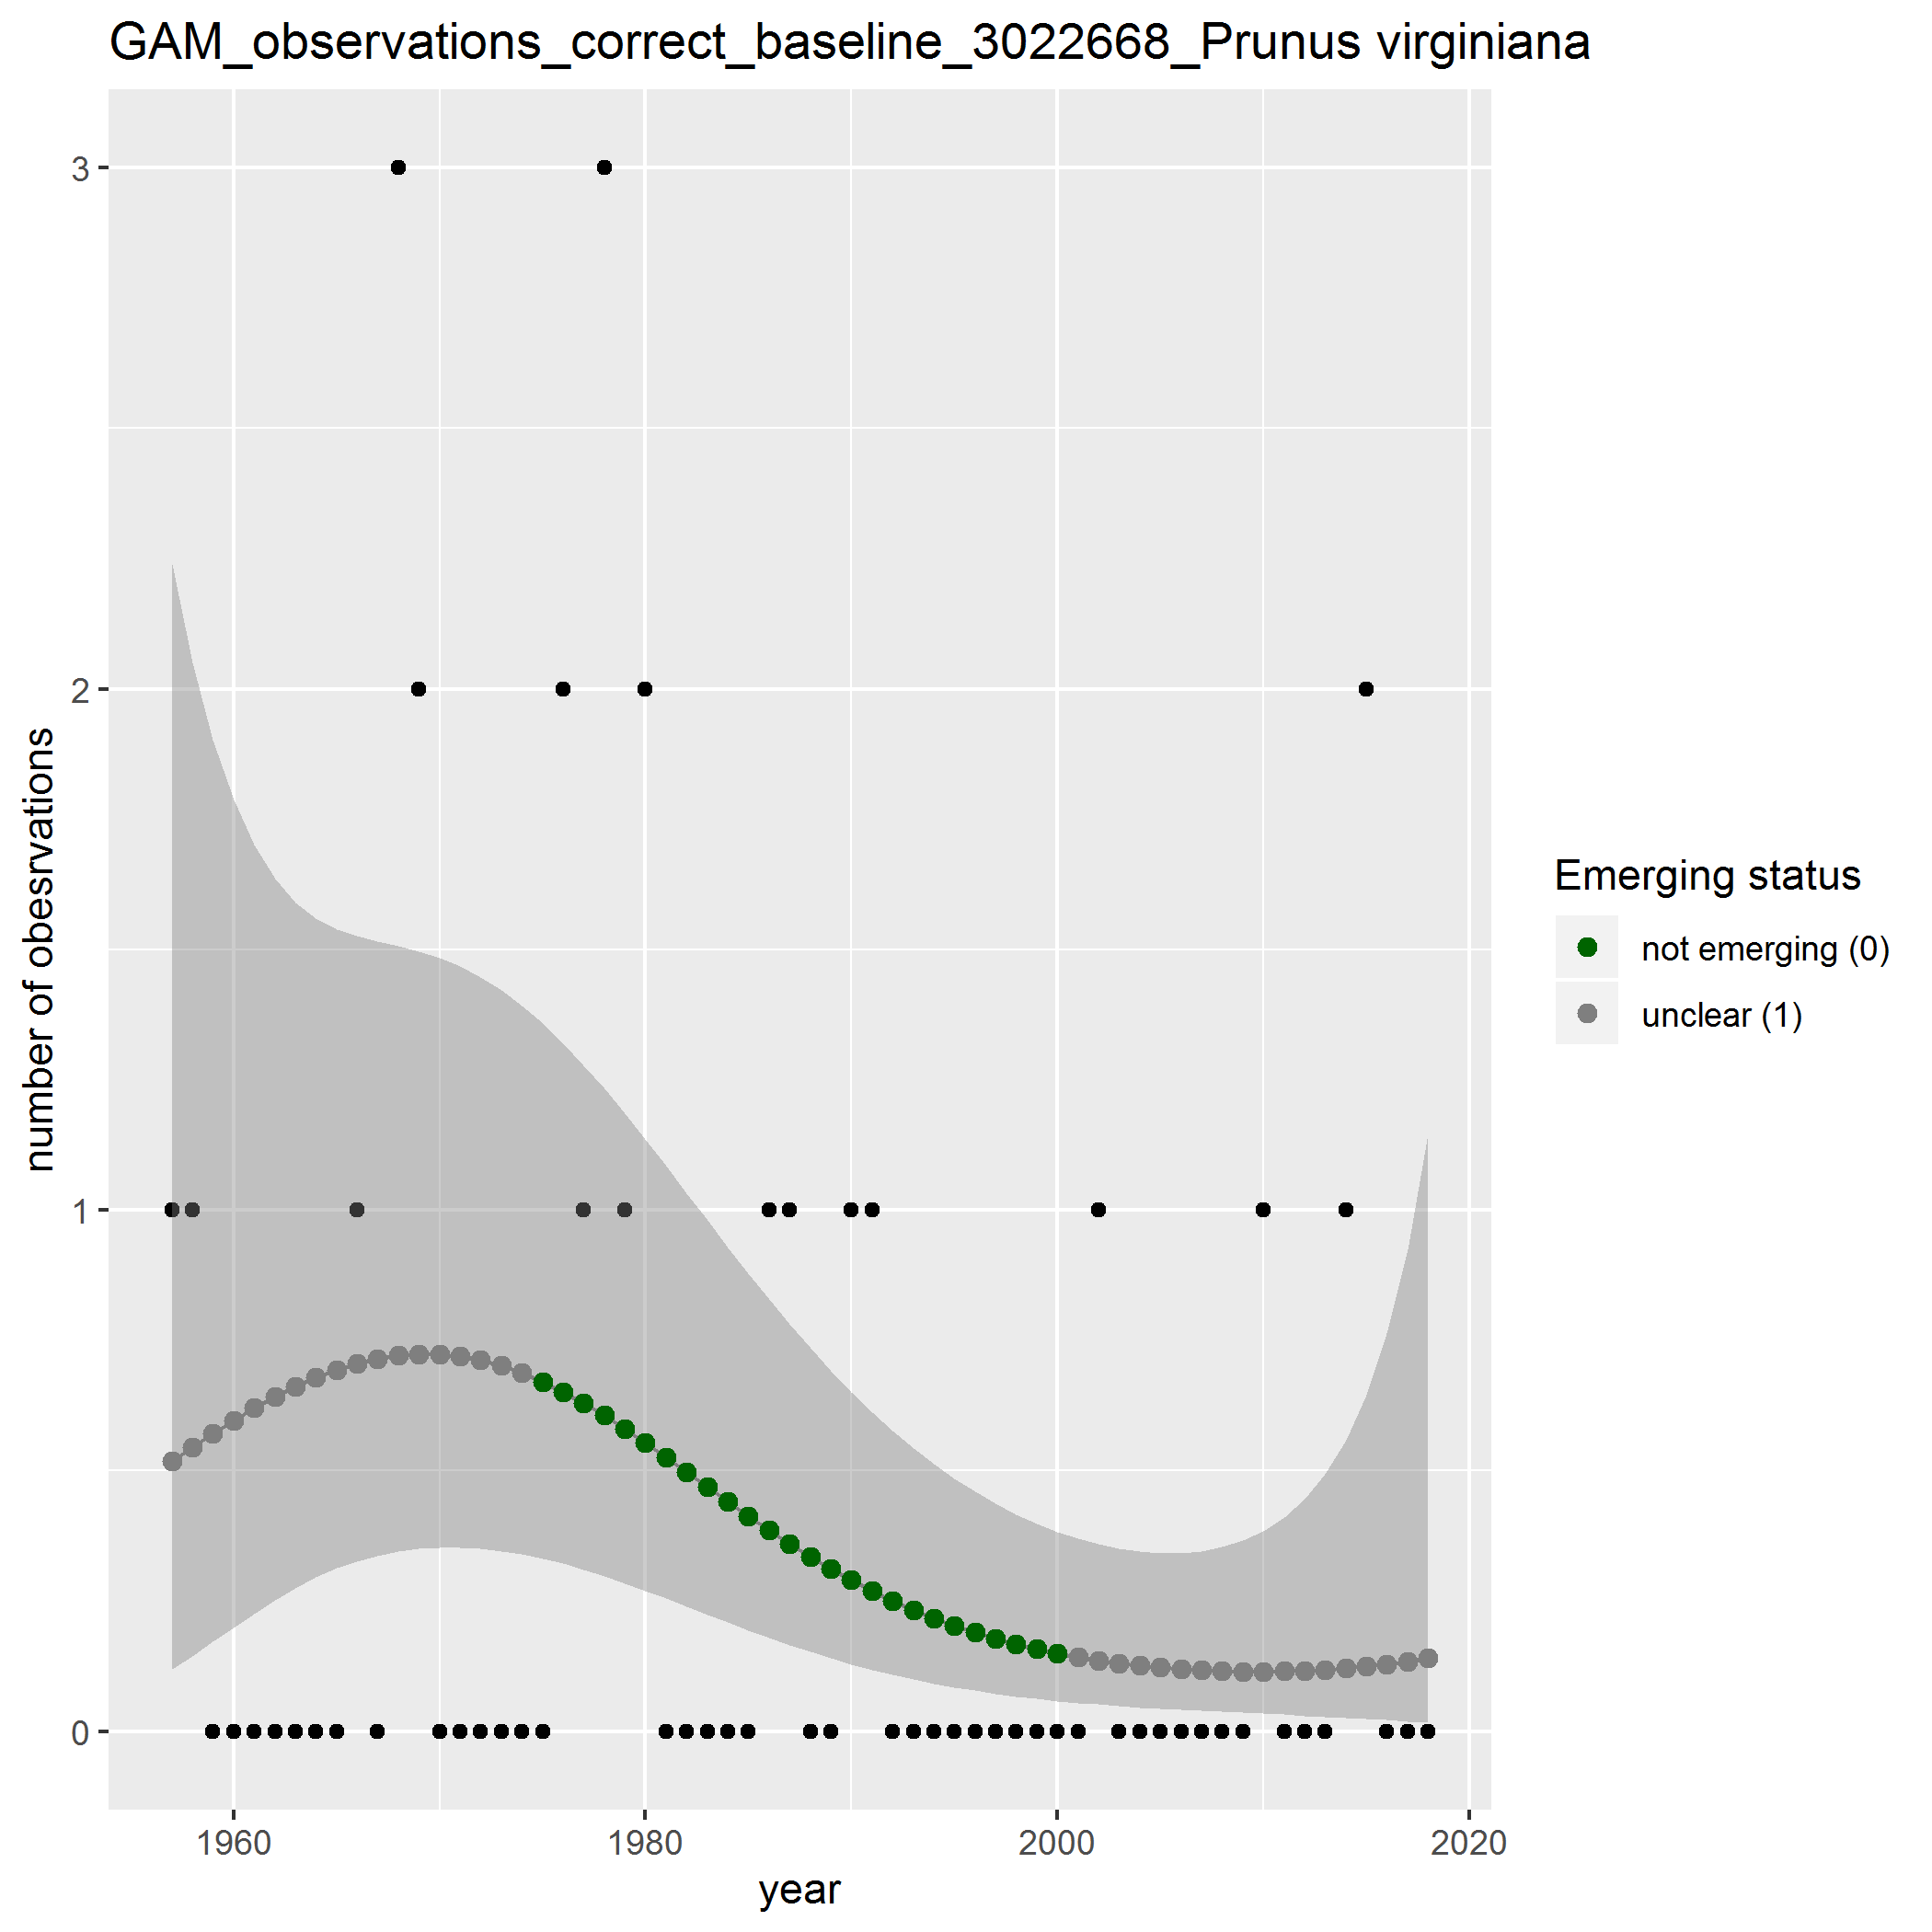 GAM_observations_correct_baseline_3022668_Prunus virginiana
3
2
1
0
number of obesrvations
1960
1980
2000
2020
year
Emerging status
not emerging (0)
unclear (1)